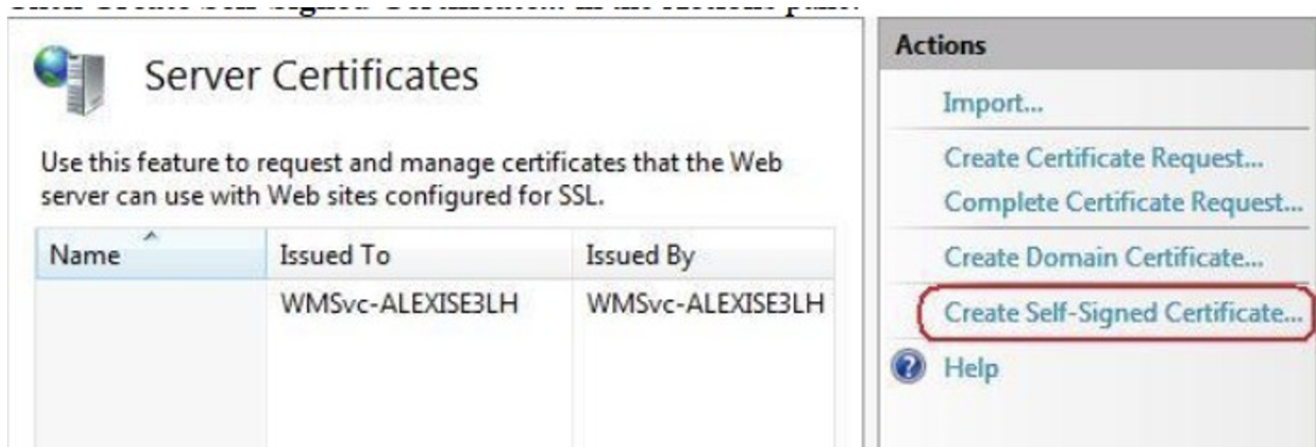 Server Certificates
Use this feature to request and manage certificates that the Web
server can use with Web sites configured for SSL.
Name Issued To Issued By
WMSvc-ALEXISE3LH WMSvc-ALEXISE3LH
Actions
Import...
Create Certificate Request...
Complete Certificate Request...
Create Domain Certificate...
Create Self-Signed Certificate...
Help